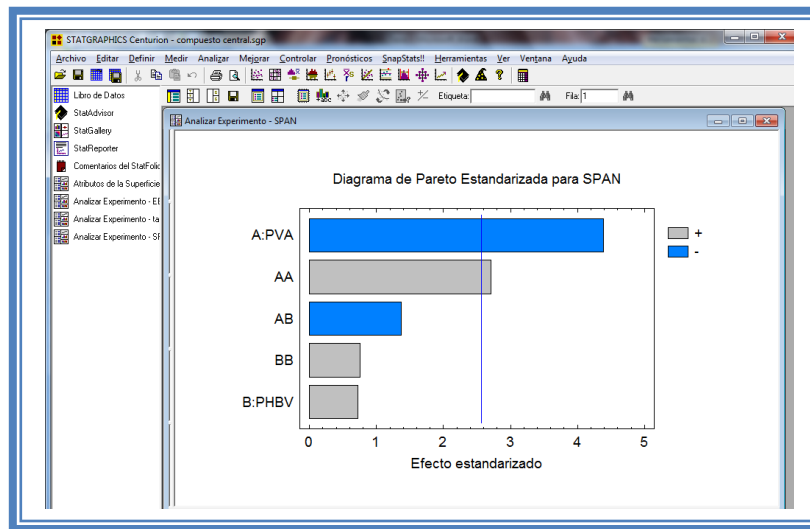 STATGRAPHICS Centurion - compuesto central.sgp
Archivo Editar Definir Medir Analizar Mejorar Controlar Pronósticos SnapStats!! Herramientas Ver Ventana Ayuda
Etiqueta: Fila: 1
Libro de Datos
StatAdvisor
StatGallery
StatReporter
Comentarios del StatFolio
Atributos de la Superficie
Analizar Experimento - EE
Analizar Experimento - ta
Analizar Experimento - SF
Analizar Experimento - SPAN
Diagrama de Pareto Estandarizada para SPAN
A:PVA
AA
AB
BB
B:PHBV
+
-
0 1 2 3 4 5
Efecto estandarizado